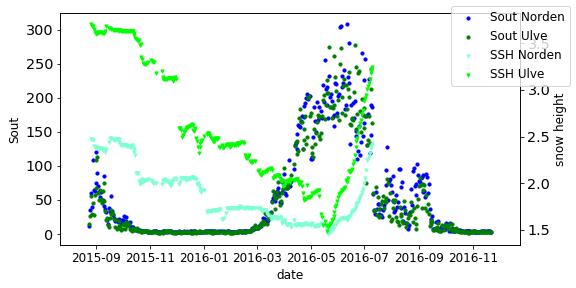 Sout Norden
Sout Ulve
SSH Norden
SSH Ulve
300
250
200
150
100
50
0
Sout
3.5
3.0
2.5
2.0
1.5
snow height
2015-09 2015-11 2016-01 2016-03 2016-05 2016-07 2016-09 2016-11
date